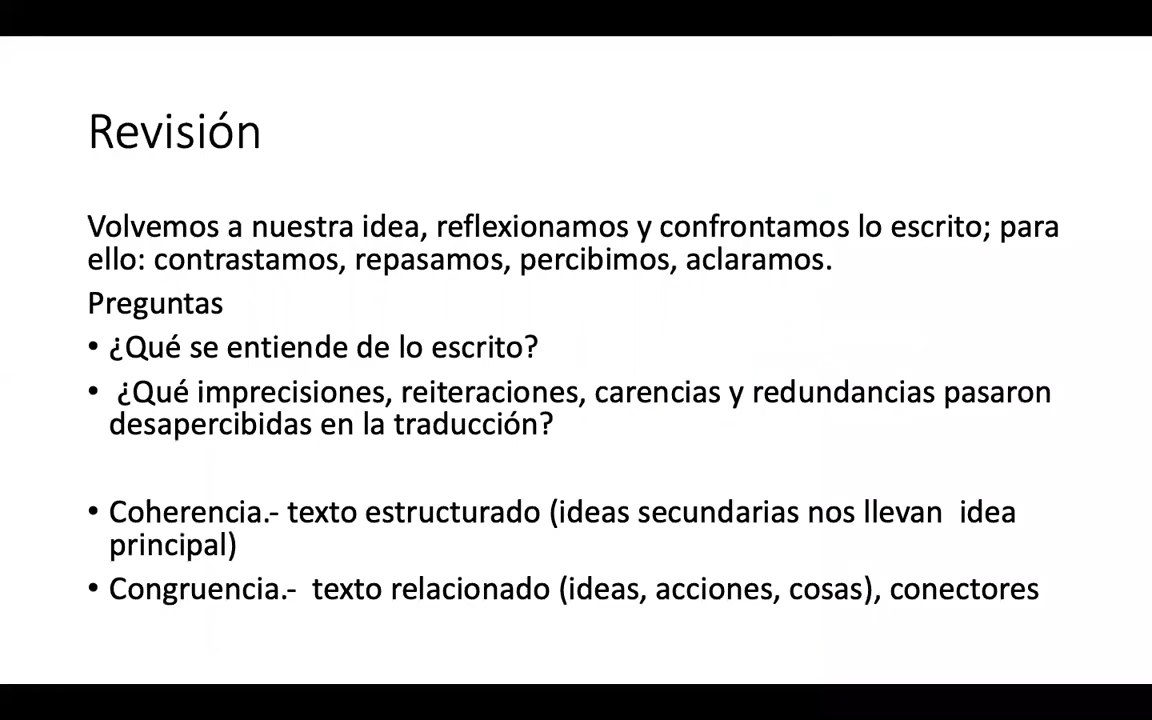 Revisión
Volvemos a nuestra idea, reflexionamos y confrontamos lo escrito; para
ello: contrastamos, repasamos, percibimos, aclaramos.
Preguntas
• ¿Qué se entiende de lo escrito?
• ¿Qué imprecisiones, reiteraciones, carencias y redundancias pasaron
desapercibidas en la traducción?
• Coherencia.- texto estructurado (ideas secundarias nos llevan  idea
principal)
• Congruencia.-  texto relacionado (ideas, acciones, cosas), conectores